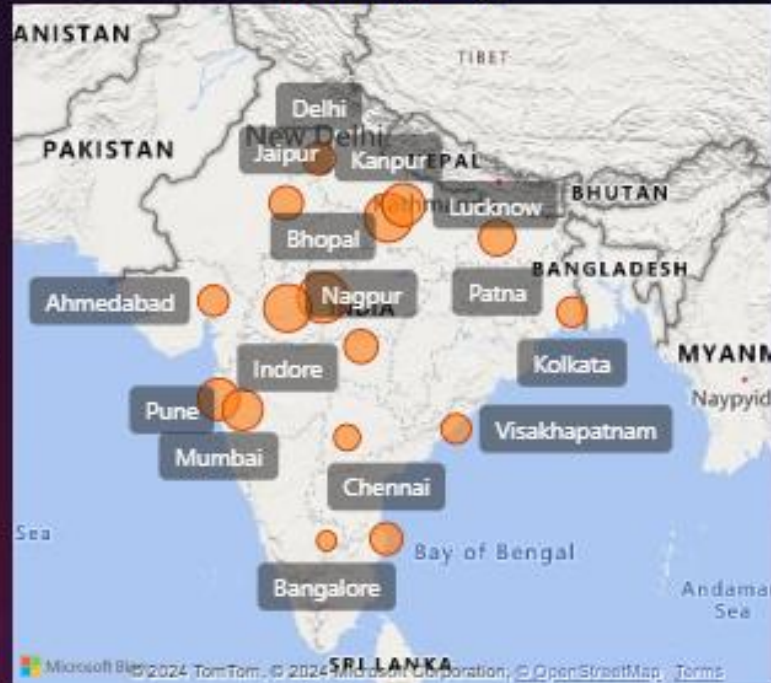 ANISTAN
TIBET
Delhi
New Delhi
PAKISTAN
Jaipur
Kanpur
NEPAL
BHUTAN
Lucknow
Bhopal
BANGLADESH
Ahmedabad
Nagpur
Patna
INDIA
MYANM
Kolkata
Indore
Naypyid
Pune
Visakhapatnam
Mumbai
Chennai
Sea
Bay of Bengal
Bangalore
Andaman
Sea
SRI LANKA
Microsoft Bing
© 2024 TomTom, © 2024 Microsoft Corporation, © OpenStreetMap Terms